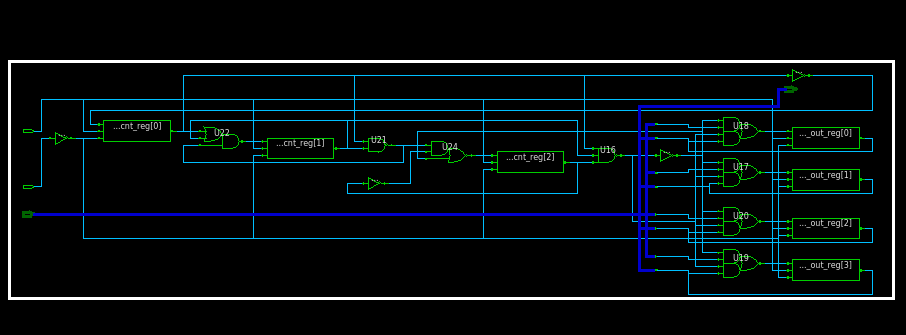 ...cnt_reg[0]
U22
...cnt_reg[1]
U21
U24
...cnt_reg[2]
U16
U18
..._out_reg[0]
U17
..._out_reg[1]
U20
..._out_reg[2]
U19
..._out_reg[3]